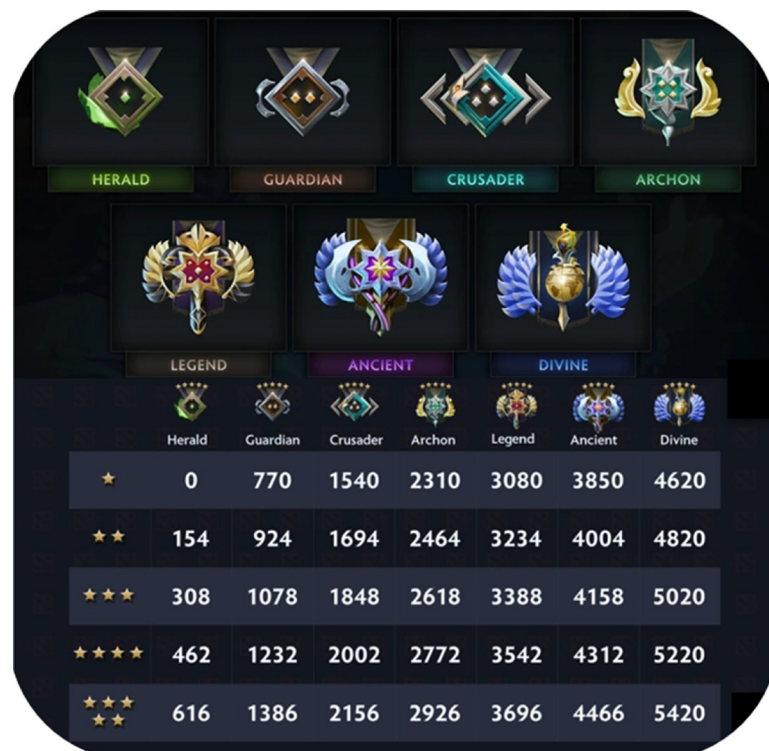 HERALD GUARDIAN CRUSADER ARCHON
LEGEND ANCIENT DIVINE
Herald Guardian Crusader Archon Legend Ancient Divine
0 770 1540 2310 3080 3850 4620
154 924 1694 2464 3234 4004 4820
308 1078 1848 2618 3388 4158 5020
462 1232 2002 2772 3542 4312 5220
616 1386 2156 2926 3696 4466 5420